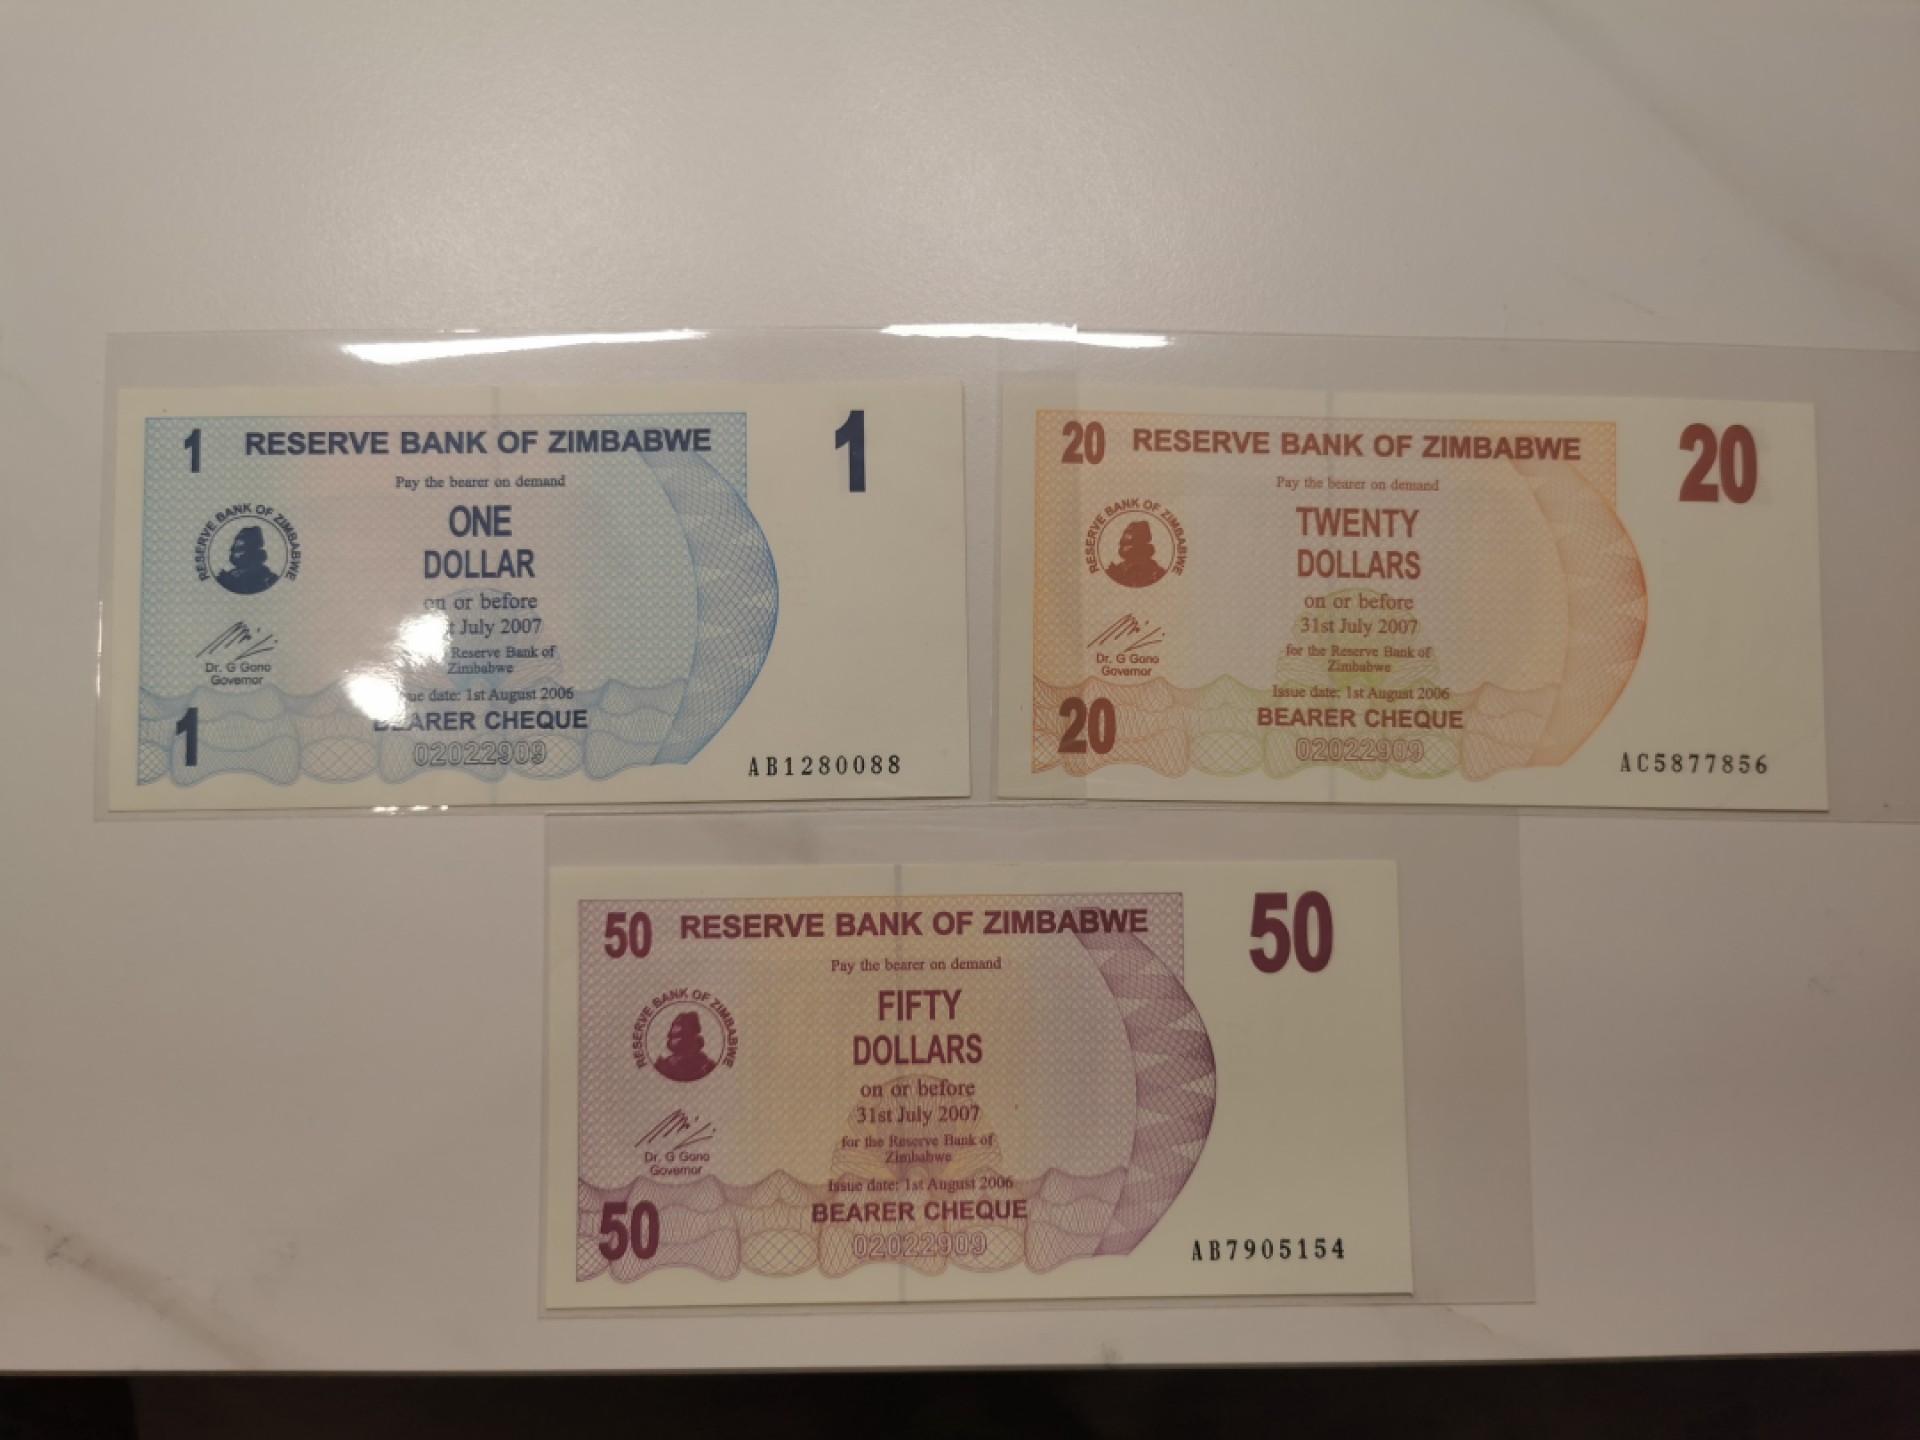 1 RESERVE BANK OF ZIMBABWE 1
Pay the bearer on demand
ONE
DOLLAR
RESERVE BANK OF ZIMBABWE
on or before
July 2007
Reserve Bank of
Zimbabwe
Dr. G Gono
Governor
date: 1st August 2006
1 BEARER CHEQUE
02022909
AB1280088
20 RESERVE BANK OF ZIMBABWE 20
Pay the bearer on demand
TWENTY
DOLLARS
RESERVE BANK OF ZIMBABWE
on or before
31st July 2007
for the Reserve Bank of
Zimbabwe
Dr. G Gono
Governor
Issue date: 1st August 2006
20 BEARER CHEQUE
02022909
AC5877856
50 RESERVE BANK OF ZIMBABWE 50
Pay the bearer on demand
FIFTY
DOLLARS
RESERVE BANK OF ZIMBABWE
on or before
31st July 2007
for the Reserve Bank of
Zimbabwe
Dr. G Gono
Governor
Issue date: 1st August 2006
50 BEARER CHEQUE
02022909
AB7905154